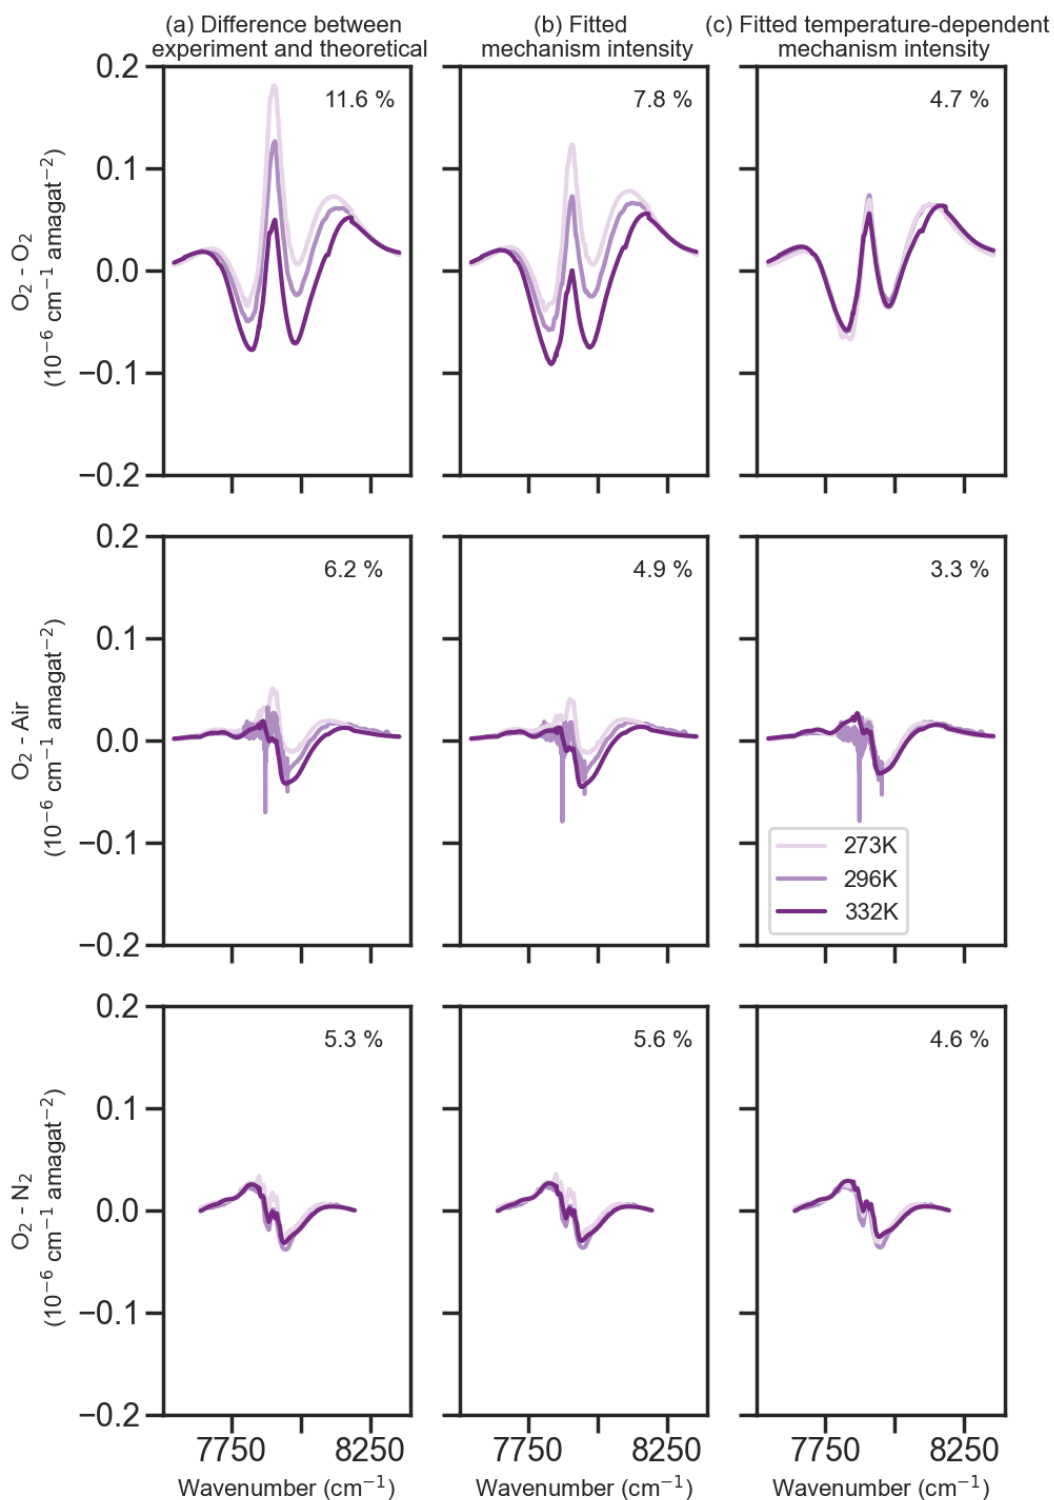 (a) Difference between
experiment and theoretical
(b) Fitted
mechanism intensity
(c) Fitted temperature-dependent
mechanism intensity
O₂ - O₂
(10⁻⁶ cm⁻¹ amagat⁻²)
0.2
0.1
0.0
−0.1
−0.2
11.6 %
7.8 %
4.7 %
O₂ - Air
(10⁻⁶ cm⁻¹ amagat⁻²)
0.2
0.1
0.0
−0.1
−0.2
6.2 %
4.9 %
3.3 %
273K
296K
332K
O₂ - N₂
(10⁻⁶ cm⁻¹ amagat⁻²)
0.2
0.1
0.0
−0.1
−0.2
5.3 %
5.6 %
4.6 %
7750 8250
Wavenumber (cm⁻¹)
7750 8250
Wavenumber (cm⁻¹)
7750 8250
Wavenumber (cm⁻¹)